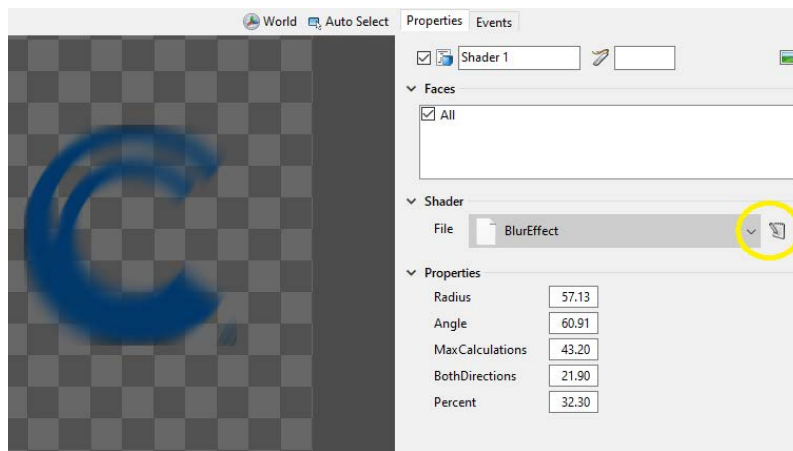 World Auto Select Properties Events
Shader 1
Faces
All
Shader
File BlurEffect
Properties
Radius 57.13
Angle 60.91
MaxCalculations 43.20
BothDirections 21.90
Percent 32.30